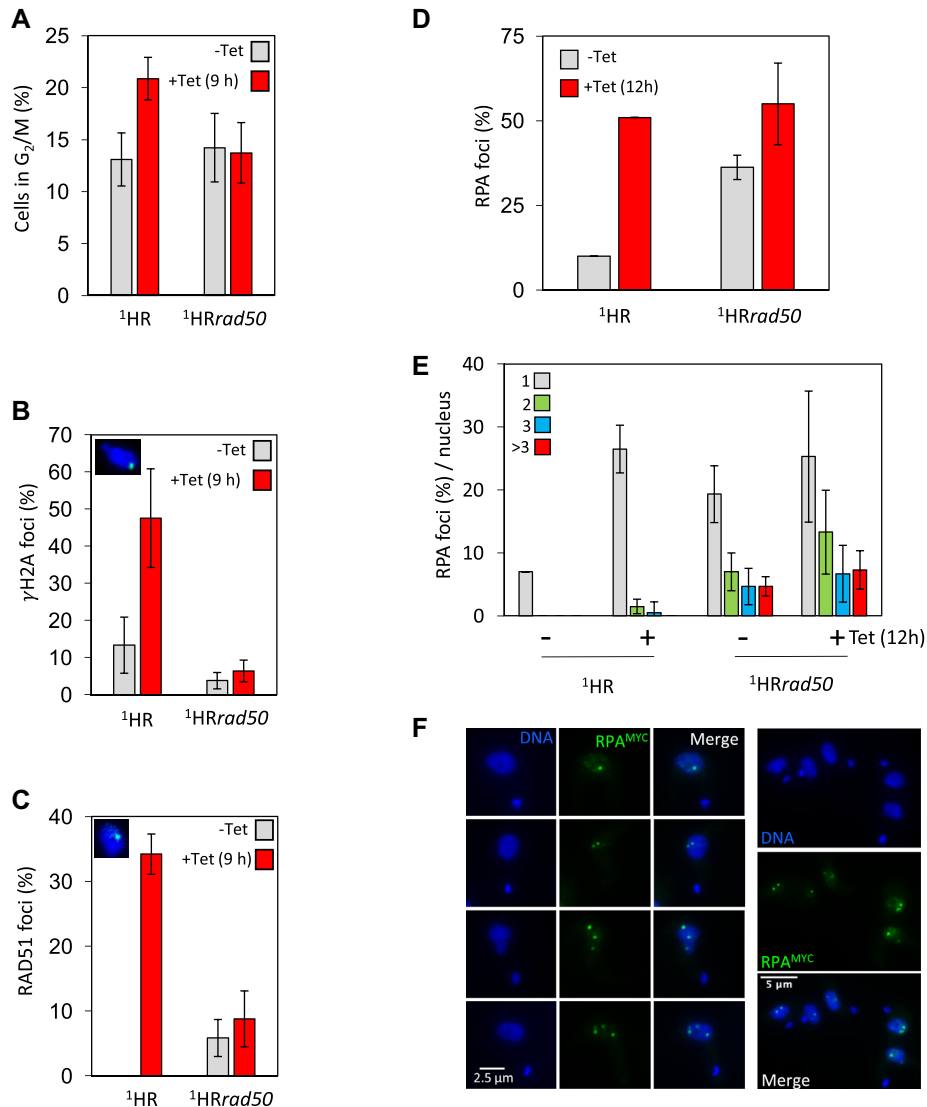 A
Cells in G2/M (%)
25
20
15
10
5
0
-Tet
+Tet (9 h)
¹HR
¹HRrad50
B
γH2A foci (%)
70
60
50
40
30
20
10
0
-Tet
+Tet (9 h)
¹HR
¹HRrad50
C
RAD51 foci (%)
40
30
20
10
0
-Tet
+Tet (9 h)
¹HR
¹HRrad50
D
RPA foci (%)
75
50
25
0
-Tet
+Tet (12h)
¹HR
¹HRrad50
E
RPA foci (%) / nucleus
40
30
20
10
0
1
2
3
>3
- + - + Tet (12h)
¹HR
¹HRrad50
F
DNA
RPAMYC
Merge
2.5 µm
DNA
RPAMYC
5 µm
Merge